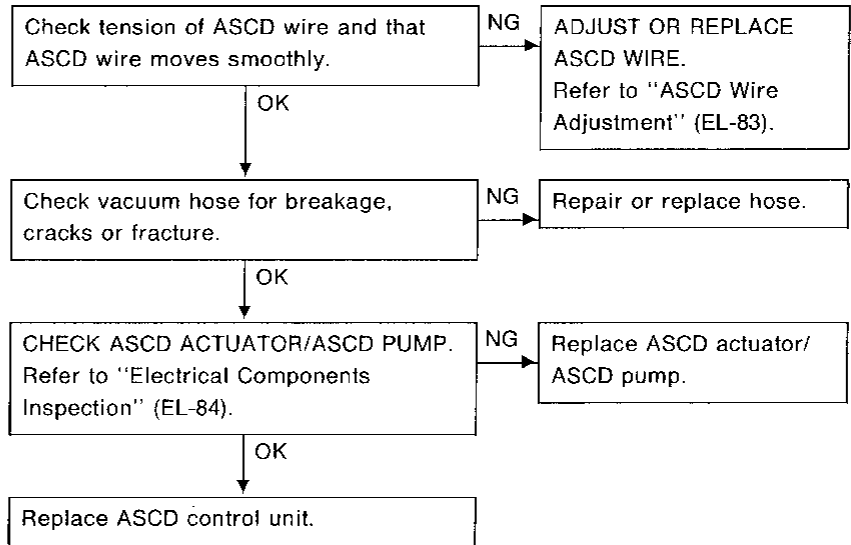 Check tension of ASCD wire and that
ASCD wire moves smoothly.
NG
ADJUST OR REPLACE
ASCD WIRE.
Refer to "ASCD Wire
Adjustment" (EL-83).
OK
Check vacuum hose for breakage,
cracks or fracture.
NG
Repair or replace hose.
OK
CHECK ASCD ACTUATOR/ASCD PUMP.
Refer to "Electrical Components
Inspection" (EL-84).
NG
Replace ASCD actuator/
ASCD pump.
OK
Replace ASCD control unit.